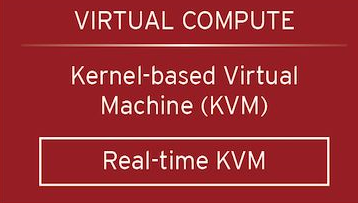 VIRTUAL COMPUTE
Kernel-based Virtual
Machine (KVM)
Real-time KVM